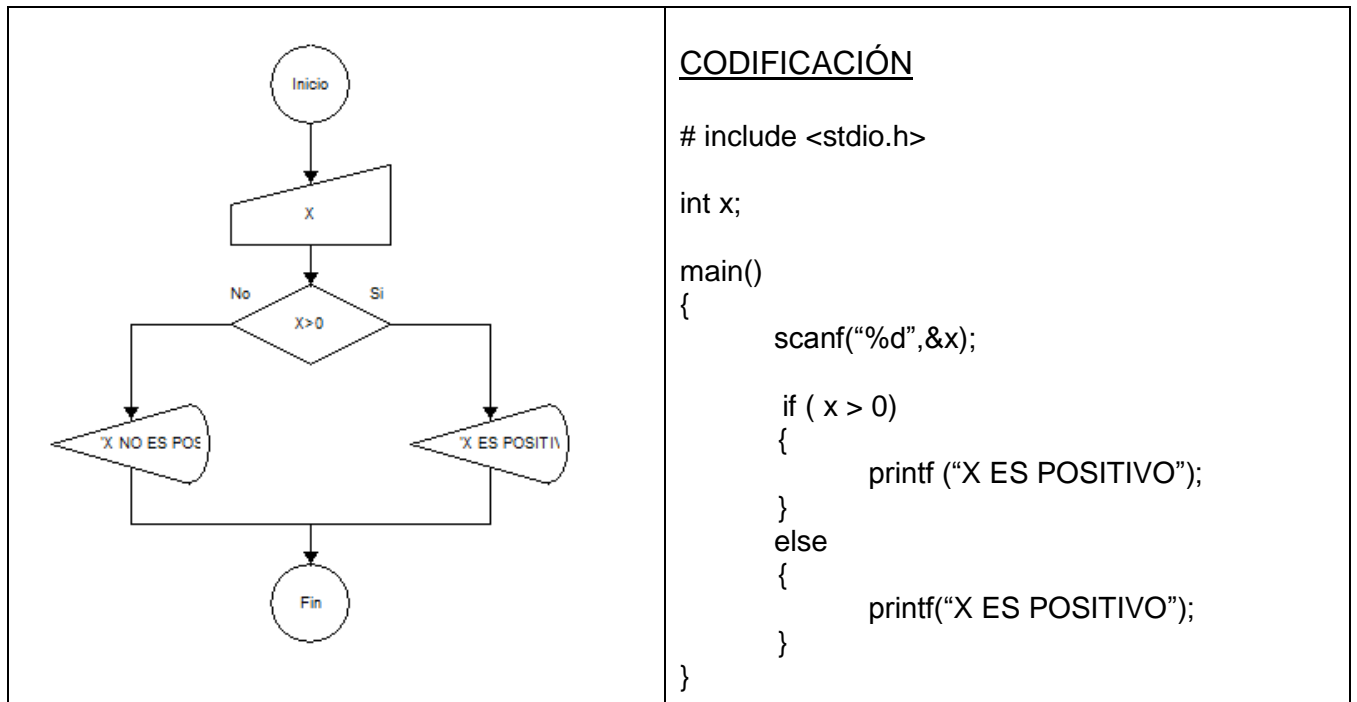 Inicio
X
No
Si
X>0
"X NO ES POS
"X ES POSITIV
Fin
CODIFICACIÓN
# include <stdio.h>
int x;
main()
{
scanf(“%d”,&x);
if ( x > 0)
{
printf (“X ES POSITIVO”);
}
else
{
printf(“X ES POSITIVO”);
}
}